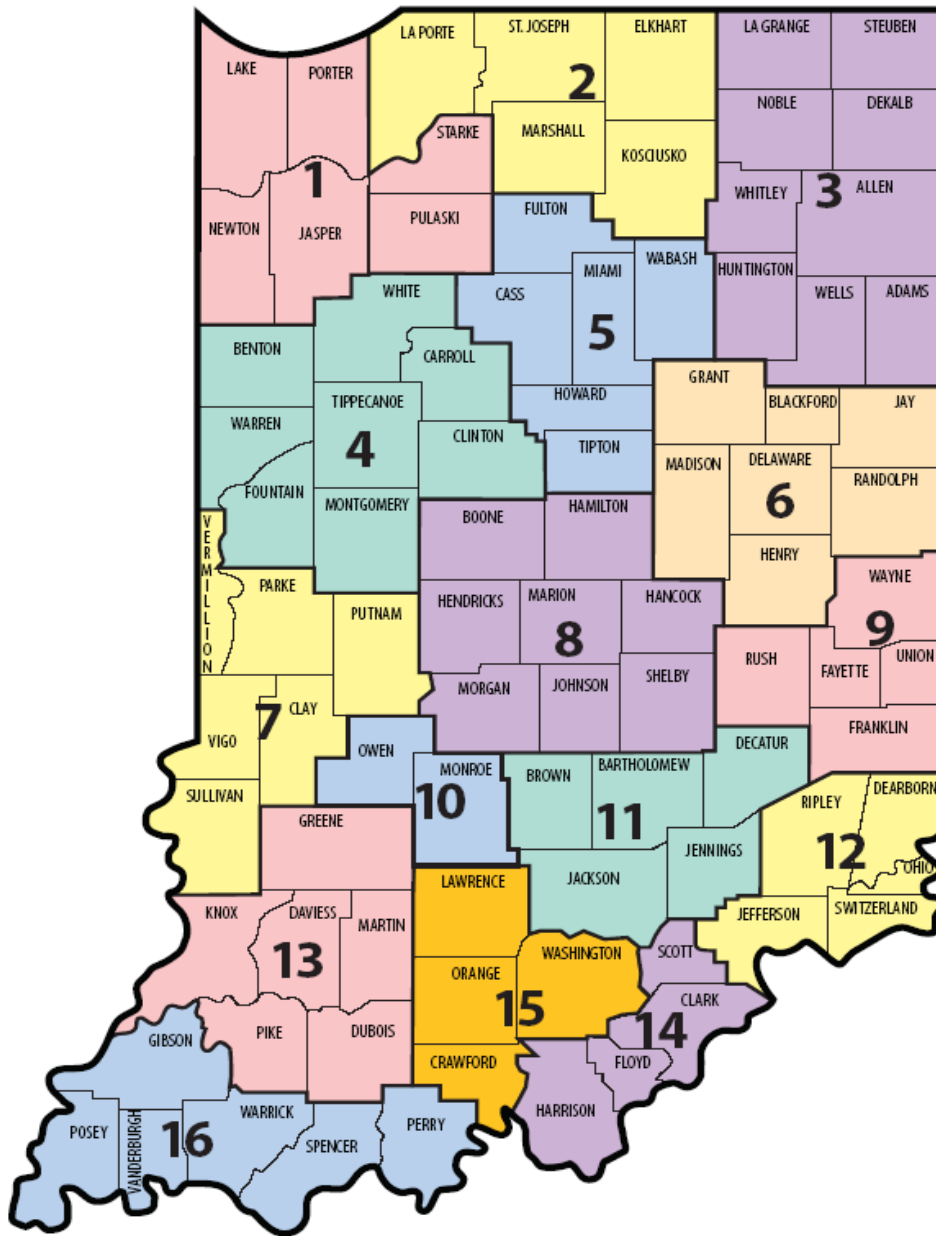 LA PORTE
ST. JOSEPH
ELKHART
LA GRANGE
STEUBEN
LAKE
PORTER
2
NOBLE
DEKALB
STARKE
MARSHALL
KOSCIUSKO
1
WHITLEY
3
ALLEN
NEWTON
JASPER
PULASKI
FULTON
MIAMI
WABASH
HUNTINGTON
WHITE
CASS
WELLS
ADAMS
5
BENTON
CARROLL
GRANT
HOWARD
BLACKFORD
JAY
TIPPECANOE
WARREN
4
CLINTON
TIPTON
MADISON
DELAWARE
RANDOLPH
FOUNTAIN
MONTGOMERY
BOONE
HAMILTON
6
VERMILLION
HENRY
PARKE
PUTNAM
HENDRICKS
MARION
HANCOCK
WAYNE
8
9
RUSH
FAYETTE
UNION
MORGAN
JOHNSON
SHELBY
CLAY
7
VIGO
FRANKLIN
OWEN
MONROE
BROWN
BARTHOLOMEW
DECATUR
SULLIVAN
10
11
RIPLEY
DEARBORN
GREENE
12
OHIO
JENNINGS
LAWRENCE
JACKSON
KNOX
DAVIESS
MARTIN
JEFFERSON
SWITZERLAND
13
ORANGE
WASHINGTON
SCOTT
15
CLARK
14
GIBSON
PIKE
DUBOIS
CRAWFORD
FLOYD
HARRISON
POSEY
VANDERBURGH
16
WARRICK
SPENCER
PERRY